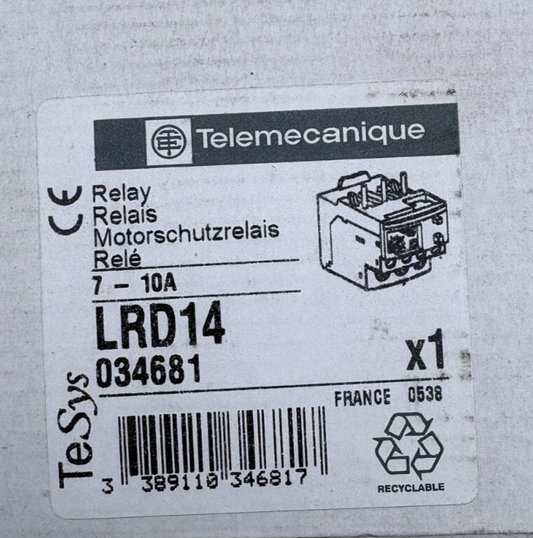 Telemecanique
CE
Relay
Relais
Motorschutzrelais
Relé
7 - 10A
LRD14
034681
x1
FRANCE 0538
TeSys
3 389110 346817
RECYCLABLE